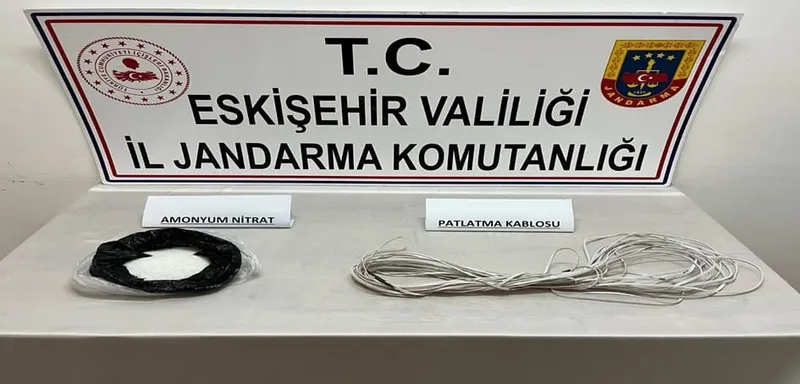 T.C.
ESKİŞEHİR VALİLİĞİ
İL JANDARMA KOMUTANLIĞI
JANDARMA
AMONYUM NİTRAT
PATLATMA KABLOSU